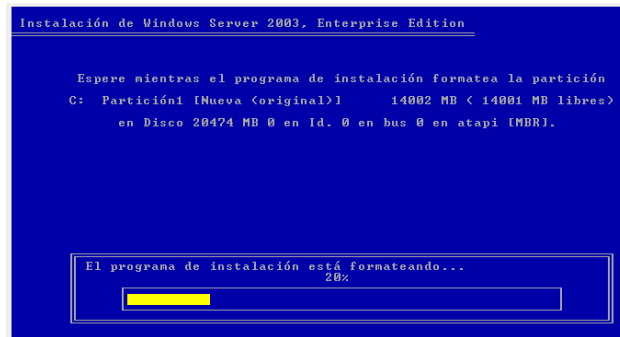 Instalación de Windows Server 2003, Enterprise Edition
Espere mientras el programa de instalación formatea la partición
C: Partición1 [Nueva (original)] 14002 MB ( 14001 MB libres)
en Disco 20474 MB 0 en Id. 0 en bus 0 en atapi [MBR].
El programa de instalación está formateando...
20%